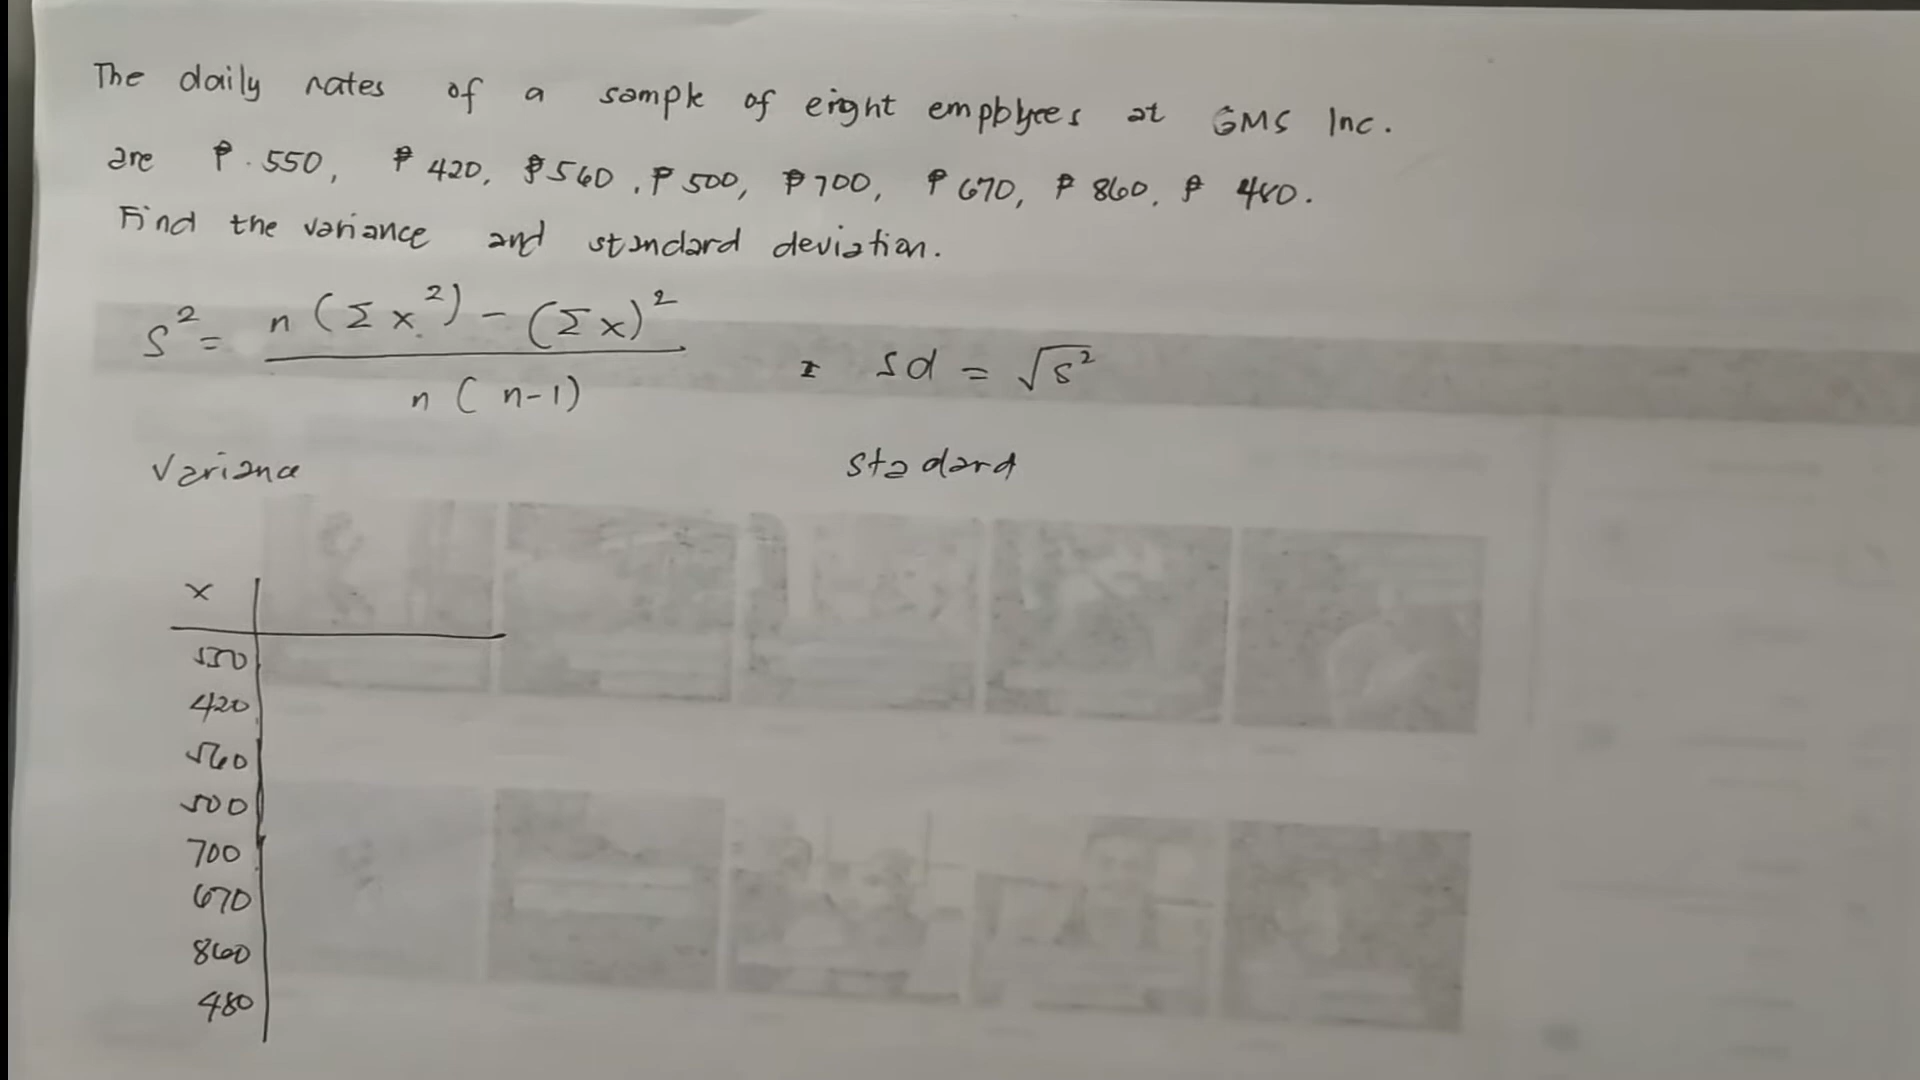 The daily rates of a sample of eight employees at GMS Inc.
are ₱ 550, ₱ 420, ₱ 560, ₱ 500, ₱ 700, ₱ 670, ₱ 860, ₱ 480.
Find the variance and standard deviation.
S² = n(Σx²) - (Σx)² / n(n-1) sd = √s²
Variance stadard
x
550
420
560
500
700
670
860
480